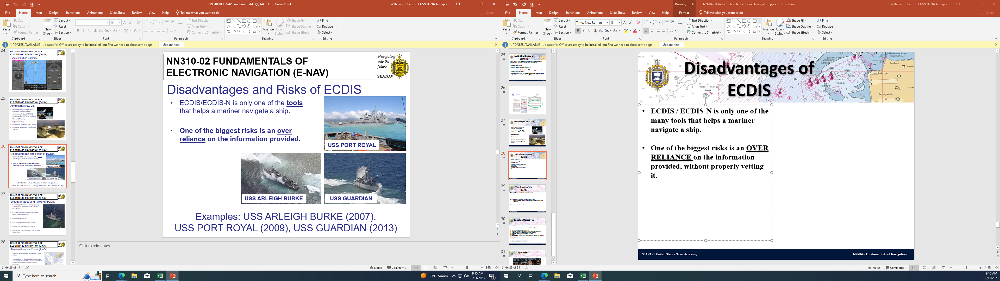 NN310-01 E-NAV Fundamentals(1)(1) (4).pptx - PowerPoint
Wilhelm, Robert G LT USN USNA Annapolis
File Home Insert Design Transitions Animations Slide Show Review View Help Tell me what you want to do
Share
Paste
Cut
Copy
Format Painter
Clipboard
New
Slide
Layout
Reset
Section
Slides
16
Font
Text Direction
Align Text
Convert to SmartArt
Paragraph
Arrange
Quick
Styles
Shape Fill
Shape Outline
Shape Effects
Drawing
Find
Replace
Select
Editing
UPDATES AVAILABLE Updates for Office are ready to be installed, but first we need to close some apps. Update now
24
NN310-02 FUNDAMENTALS OF
ELECTRONIC NAVIGATION (E-NAV)
Future Position Estimate
25
NN310-02 FUNDAMENTALS OF
ELECTRONIC NAVIGATION (E-NAV)
Advantages of ECDIS
26
NN310-02 FUNDAMENTALS OF
ELECTRONIC NAVIGATION (E-NAV)
Disadvantages and Risks of ECDIS
Examples: USS ARLEIGH BURKE (2007),
USS PORT ROYAL (2009), USS GUARDIAN (2013)
27
NN310-02 FUNDAMENTALS OF
ELECTRONIC NAVIGATION (E-NAV)
Disadvantages and Risks of ECDIS
28
NN310-02 FUNDAMENTALS OF
ELECTRONIC NAVIGATION (E-NAV)
Standard Nautical Charts (SNCs)
NN310-02 FUNDAMENTALS OF
ELECTRONIC NAVIGATION (E-NAV)
Navigating
into the
future
SEANAV
Disadvantages and Risks of ECDIS
• ECDIS/ECDIS-N is only one of the tools
that helps a mariner navigate a ship.
• One of the biggest risks is an over
reliance on the information provided.
USS PORT ROYAL
USS ARLEIGH BURKE
USS GUARDIAN
Examples: USS ARLEIGH BURKE (2007),
USS PORT ROYAL (2009), USS GUARDIAN (2013)
Click to add notes
Slide 26 of 44
Notes Comments 99%
Type here to search
30°F Sunny
9:15 AM
1/11/2023
4
Drawing Tools
NN284-08-Introduction to Electronic Navigation.pptx - PowerPoint
Wilhelm, Robert G LT USN USNA Annapolis
File Home Insert Design Transitions Animations Slide Show Review View Help Format Tell me what you want to do
Share
Paste
Cut
Copy
Format Painter
Clipboard
New
Slide
Layout
Reset
Section
Slides
Times New Roman 18
Font
Text Direction
Align Text
Convert to SmartArt
Paragraph
Arrange
Quick
Styles
Shape Fill
Shape Outline
Shape Effects
Drawing
Find
Replace
Select
Editing
UPDATES AVAILABLE Updates for Office are ready to be installed, but first we need to close some apps. Update now
25
NAVDORM Policy on
ECDIS-N
26
27
Advantages of ECDIS
28
Disadvantages of
ECDIS
29
The Shape of the
Earth
30
Enabling Objectives
31
Questions?
Disadvantages of
ECDIS
• ECDIS / ECDIS-N is only one of the
many tools that helps a mariner
navigate a ship.
• One of the biggest risks is an OVER
RELIANCE on the information
provided, without properly vetting
it.
SEANAV I United States Naval Academy
NN284 – Fundamentals of Navigation
Slide 28 of 31
Notes Comments 111%
9:15 AM
1/11/2023